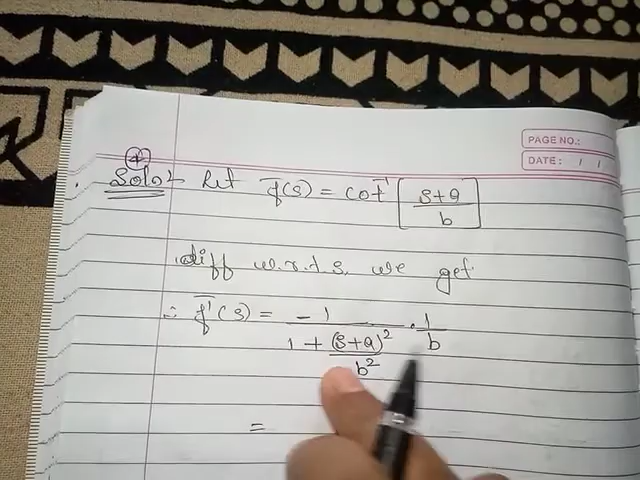 PAGE NO.:
DATE: / /
4
Soln:- Let f̄(s) = cot⁻¹ [ (s+a)/b ]
diff w.r.t.s. we get
∴ f̄'(s) = -1/(1 + (s+a)²/b²) · 1/b
=